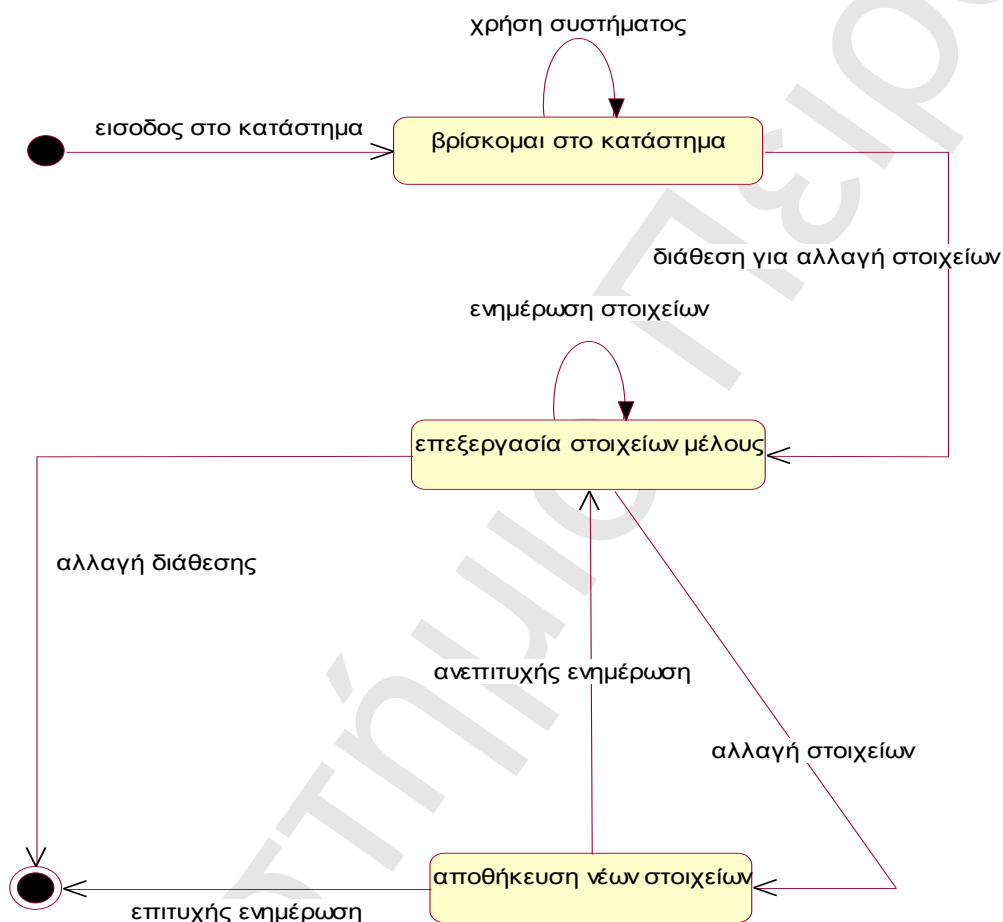 χρήση συστήματος
εισοδος στο κατάστημα
βρίσκομαι στο κατάστημα
διάθεση για αλλαγή στοιχείων
ενημέρωση στοιχείων
επεξεργασία στοιχείων μέλους
αλλαγή διάθεσης
ανεπιτυχής ενημέρωση
αλλαγή στοιχείων
αποθήκευση νέων στοιχείων
επιτυχής ενημέρωση